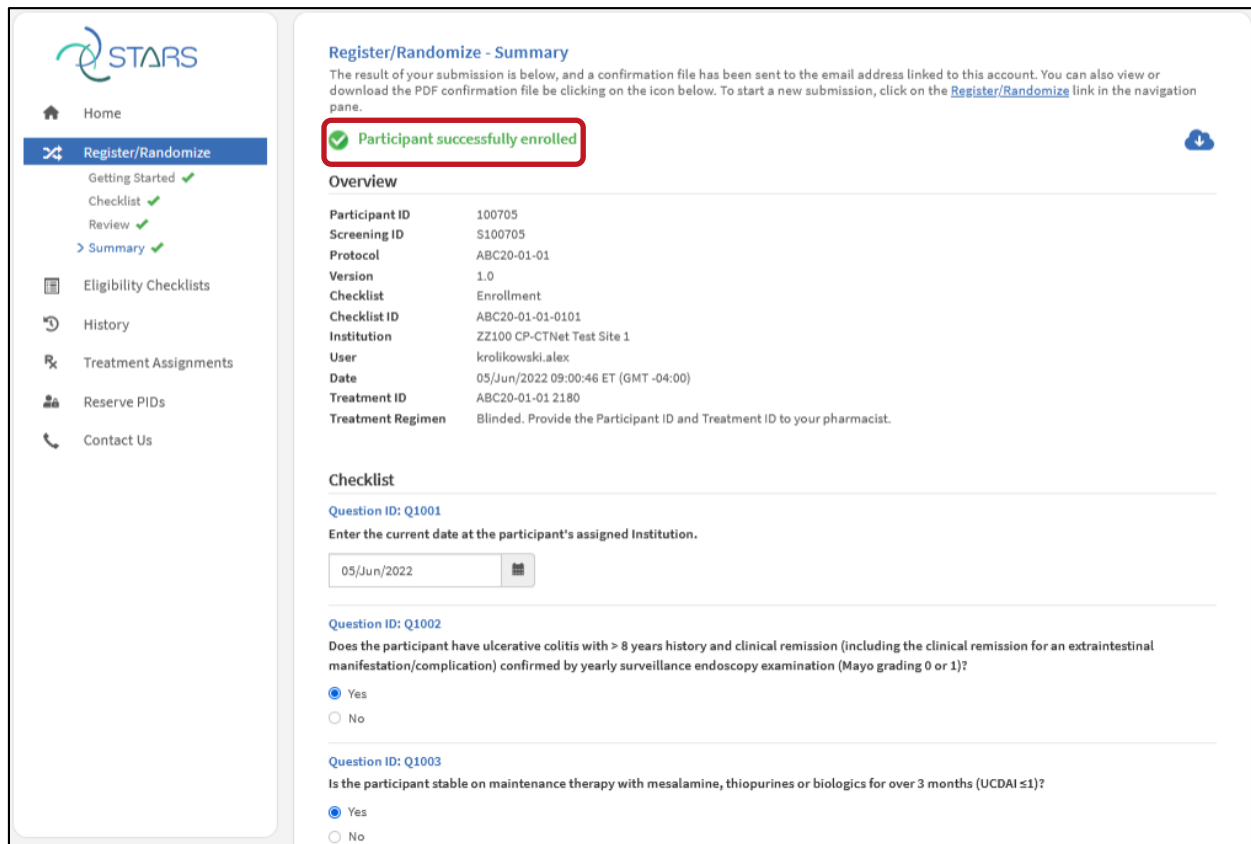 STARS
Home
Register/Randomize
Getting Started
Checklist
Review
> Summary
Eligibility Checklists
History
Rx Treatment Assignments
Reserve PIDs
Contact Us
Register/Randomize - Summary
The result of your submission is below, and a confirmation file has been sent to the email address linked to this account. You can also view or
download the PDF confirmation file be clicking on the icon below. To start a new submission, click on the Register/Randomize link in the navigation
pane.
Participant successfully enrolled
Overview
Participant ID 100705
Screening ID S100705
Protocol ABC20-01-01
Version 1.0
Checklist Enrollment
Checklist ID ABC20-01-01-0101
Institution ZZ100 CP-CTNet Test Site 1
User krolikowski.alex
Date 05/Jun/2022 09:00:46 ET (GMT -04:00)
Treatment ID ABC20-01-01 2180
Treatment Regimen Blinded. Provide the Participant ID and Treatment ID to your pharmacist.
Checklist
Question ID: Q1001
Enter the current date at the participant's assigned Institution.
05/Jun/2022
Question ID: Q1002
Does the participant have ulcerative colitis with > 8 years history and clinical remission (including the clinical remission for an extraintestinal
manifestation/complication) confirmed by yearly surveillance endoscopy examination (Mayo grading 0 or 1)?
Yes
No
Question ID: Q1003
Is the participant stable on maintenance therapy with mesalamine, thiopurines or biologics for over 3 months (UCDAI ≤1)?
Yes
No